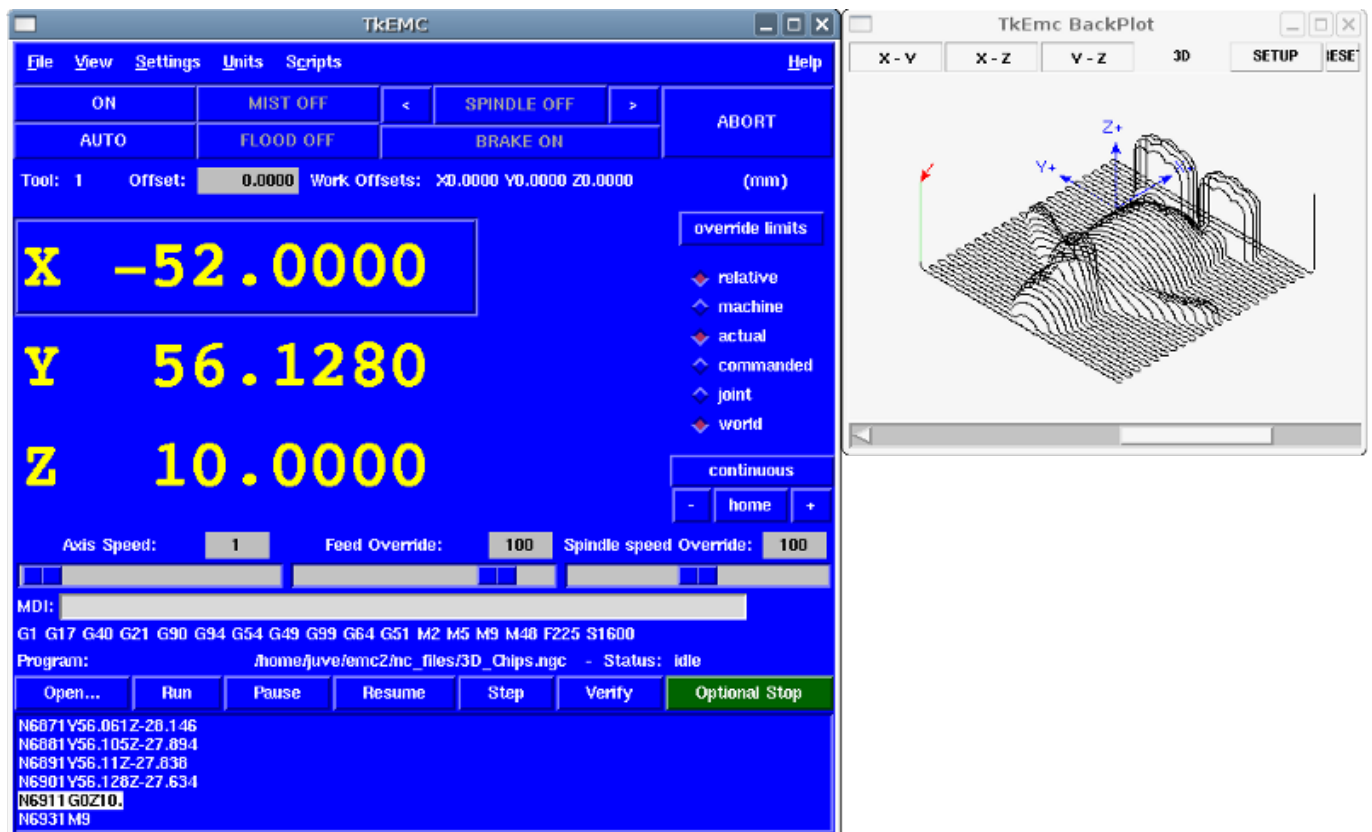 TkEMC
File View Settings Units Scripts Help
ON MIST OFF < SPINDLE OFF > ABORT
AUTO FLOOD OFF BRAKE ON
Tool: 1 Offset: 0.0000 Work Offsets: X0.0000 Y0.0000 Z0.0000 (mm)
override limits
X -52.0000
relative
machine
actual
Y 56.1280
commanded
joint
world
Z 10.0000
continuous
- home +
Axis Speed: 1 Feed Override: 100 Spindle speed Override: 100
MDI:
G1 G17 G40 G21 G90 G94 G54 G49 G99 G64 G51 M2 M5 M9 M48 F225 S1600
Program: /home/juve/emc2/nc_files/3D_Chips.ngc - Status: idle
Open... Run Pause Resume Step Verify Optional Stop
N6871Y56.061Z-28.146
N6881Y56.105Z-27.894
N6891Y56.11Z-27.838
N6901Y56.128Z-27.634
N6911G0Z10.
N6931M9
TkEmc BackPlot
X - Y X - Z Y - Z 3D SETUP RESET
Z+
Y+ X+